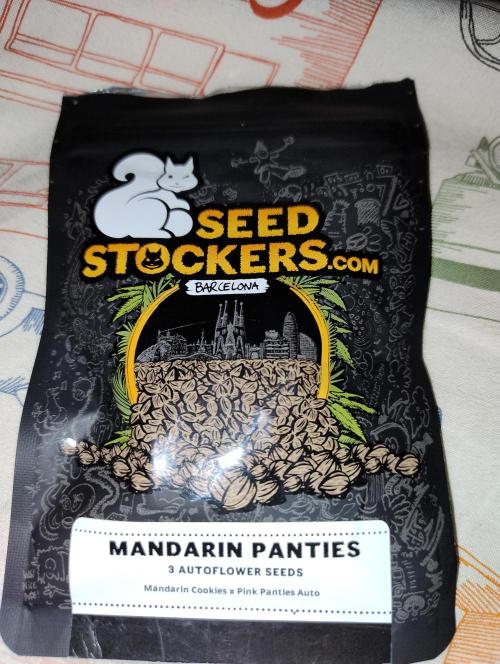 SEED
STOCKERS.COM
BARCELONA
MANDARIN PANTIES
3 AUTOFLOWER SEEDS
Mandarin Cookies x Pink Panties Auto